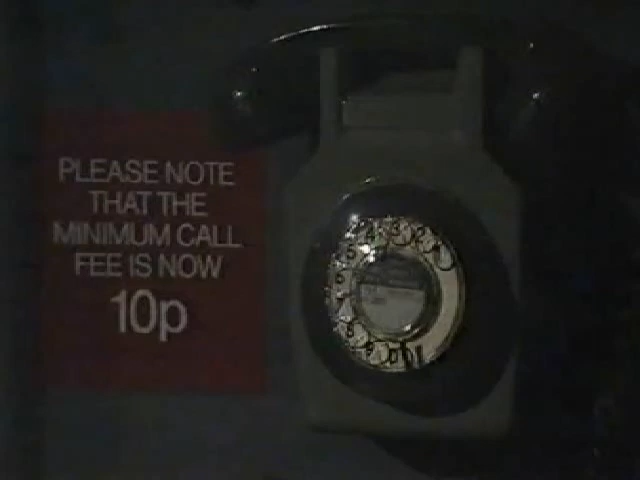 PLEASE NOTE
THAT THE
MINIMUM CALL
FEE IS NOW
10p